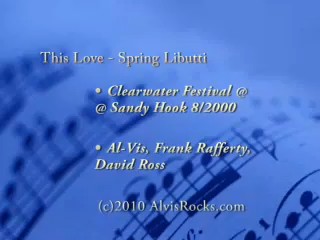 This Love - Spring Libutti
• Clearwater Festival @
@ Sandy Hook 8/2000
• Al-Vis, Frank Rafferty,
David Ross
(c)2010 AlvisRocks.com